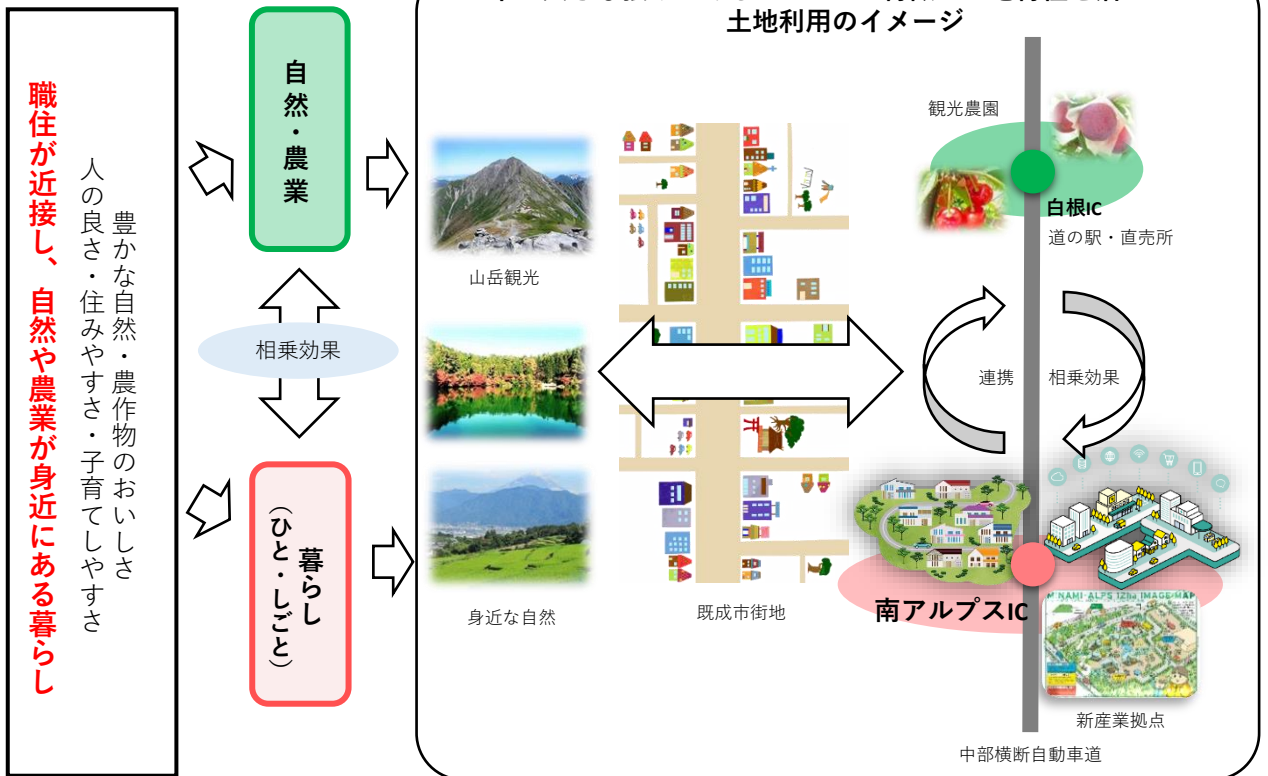 土地利用のイメージ
職住が近接し、自然や農業が身近にある暮らし
豊かな自然・農作物のおいしさ
人の良さ・住みやすさ・子育てしやすさ
自然・農業
相乗効果
暮らし
（ひと・しごと）
山岳観光
身近な自然
既成市街地
観光農園
白根IC
道の駅・直売所
連携
相乗効果
南アルプスIC
新産業拠点
中部横断自動車道